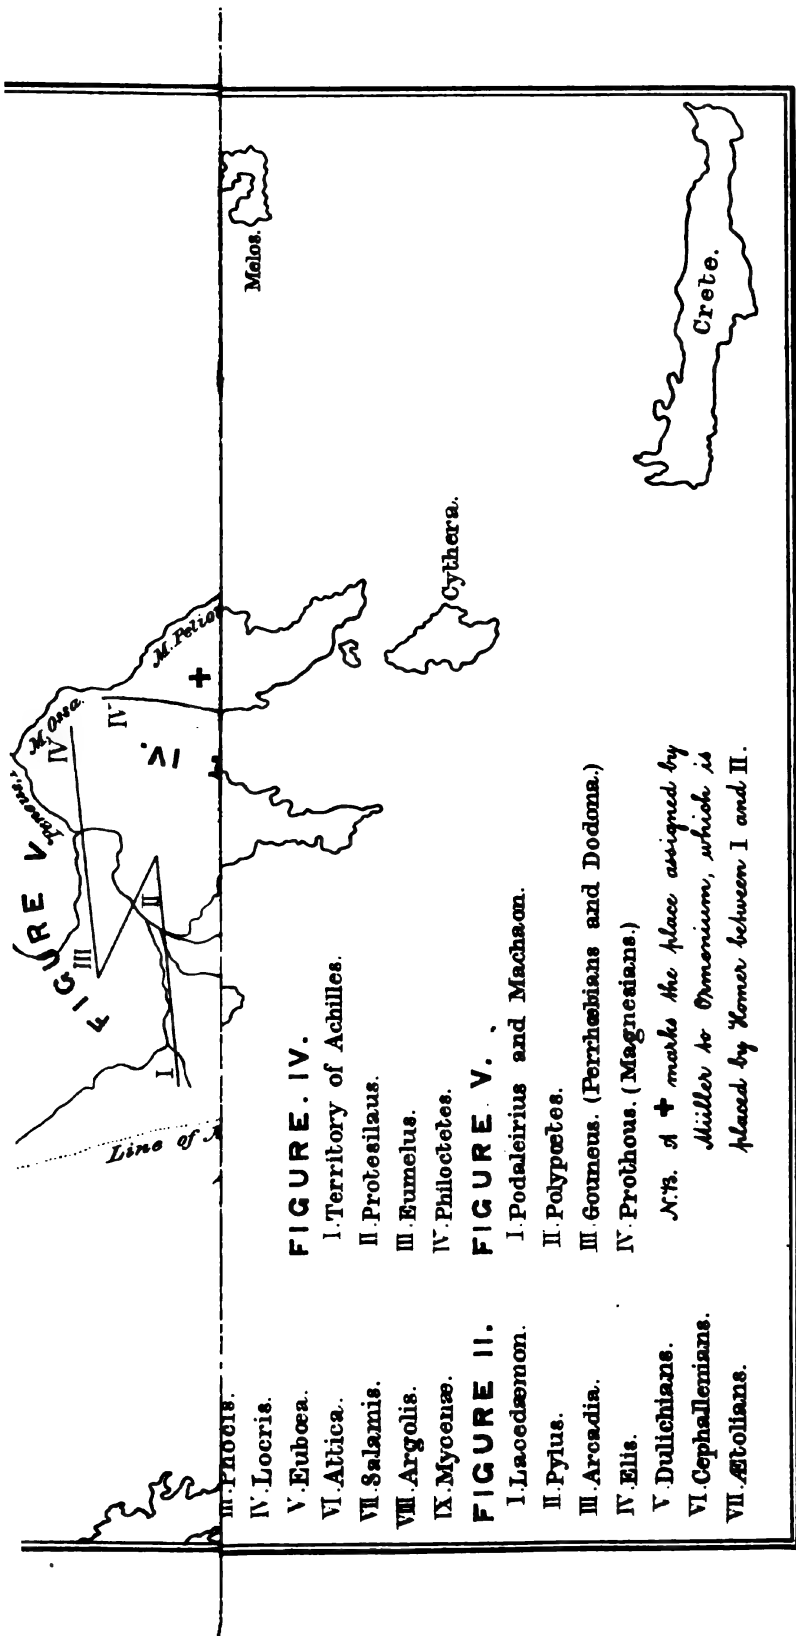 FIGURE V.
Peneus.
M. Ossa.
M. Pelion
I
II
III
IV
IV
IV.
Line of
Melos.
Cythera.
Crete.
III. Phocis.
IV. Locris.
V. Eubœa.
VI. Attica.
VII. Salamis.
VIII. Argolis.
IX. Mycenæ.
FIGURE II.
I. Lacedæmon.
II. Pylus.
III. Arcadia.
IV. Elis.
V. Dulichians.
VI. Cephallenians.
VII. Ætolians.
FIGURE. IV.
I. Territory of Achilles.
II. Protesilaus.
III. Eumelus.
IV. Philoctetes.
FIGURE V.
I. Podaleirius and Machaon.
II. Polypœtes.
III. Gouneus. (Perrhœbians and Dodona.)
IV. Prothous. (Magnesians.)
N.B. A + marks the place assigned by
Müller to Ormenium, which is
placed by Homer between I and II.